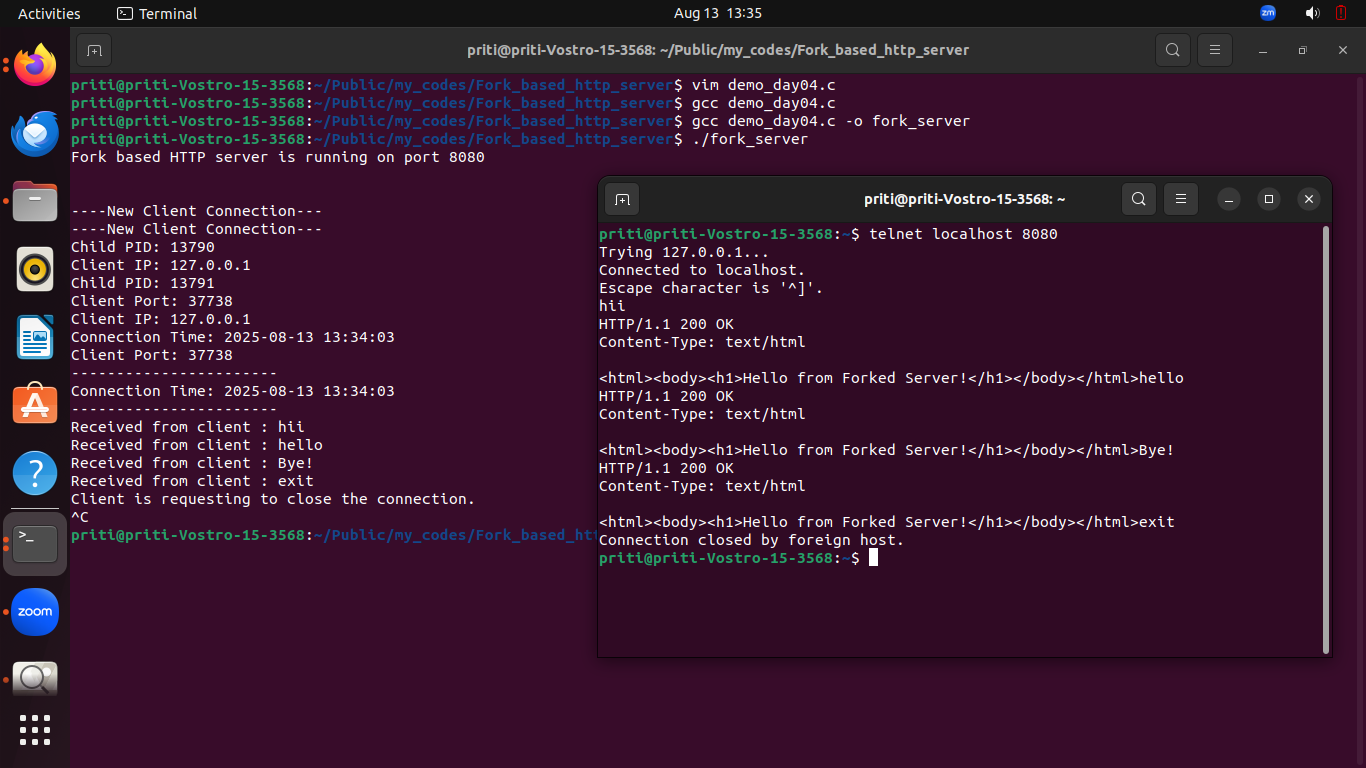 Activities
Terminal
Aug 13 13:35
zm
priti@priti-Vostro-15-3568: ~/Public/my_codes/Fork_based_http_server
priti@priti-Vostro-15-3568:~/Public/my_codes/Fork_based_http_server$ vim demo_day04.c
priti@priti-Vostro-15-3568:~/Public/my_codes/Fork_based_http_server$ gcc demo_day04.c
priti@priti-Vostro-15-3568:~/Public/my_codes/Fork_based_http_server$ gcc demo_day04.c -o fork_server
priti@priti-Vostro-15-3568:~/Public/my_codes/Fork_based_http_server$ ./fork_server
Fork based HTTP server is running on port 8080
----New Client Connection---
----New Client Connection---
Child PID: 13790
Client IP: 127.0.0.1
Child PID: 13791
Client Port: 37738
Client IP: 127.0.0.1
Connection Time: 2025-08-13 13:34:03
Client Port: 37738
-----------------------
Connection Time: 2025-08-13 13:34:03
-----------------------
Received from client : hii
Received from client : hello
Received from client : Bye!
Received from client : exit
Client is requesting to close the connection.
^C
priti@priti-Vostro-15-3568:~/Public/my_codes/Fork_based_htt
priti@priti-Vostro-15-3568: ~
priti@priti-Vostro-15-3568:~$ telnet localhost 8080
Trying 127.0.0.1...
Connected to localhost.
Escape character is '^]'.
hii
HTTP/1.1 200 OK
Content-Type: text/html
<html><body><h1>Hello from Forked Server!</h1></body></html>hello
HTTP/1.1 200 OK
Content-Type: text/html
<html><body><h1>Hello from Forked Server!</h1></body></html>Bye!
HTTP/1.1 200 OK
Content-Type: text/html
<html><body><h1>Hello from Forked Server!</h1></body></html>exit
Connection closed by foreign host.
priti@priti-Vostro-15-3568:~$
zoom